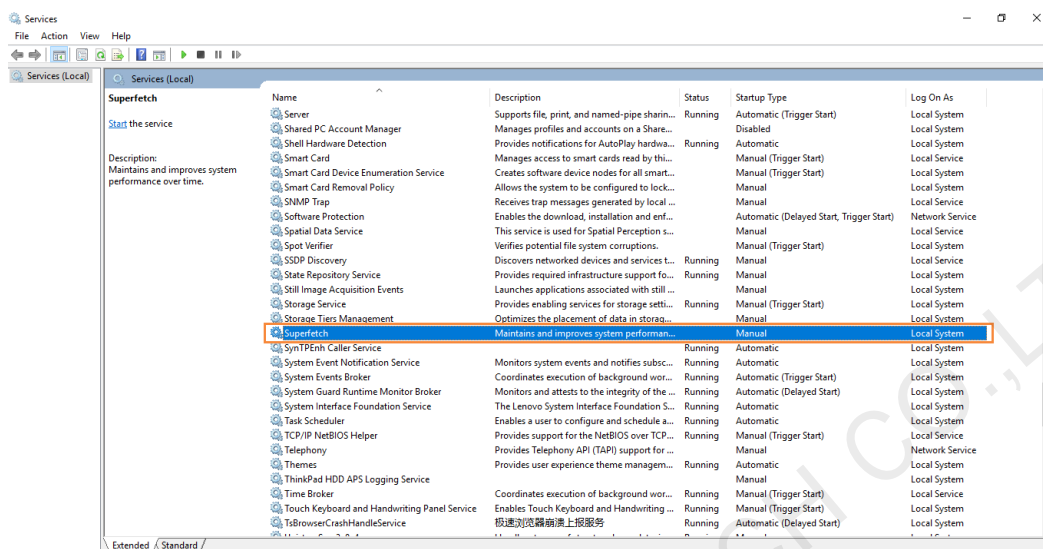 Services
File Action View Help
Services (Local)
Services (Local)
Superfetch
Start the service
Description:
Maintains and improves system
performance over time.
Name Description Status Startup Type Log On As
Server Supports file, print, and named-pipe sharin... Running Automatic (Trigger Start) Local System
Shared PC Account Manager Manages profiles and accounts on a Share... Disabled Local System
Shell Hardware Detection Provides notifications for AutoPlay hardwa... Running Automatic Local System
Smart Card Manages access to smart cards read by thi... Manual (Trigger Start) Local Service
Smart Card Device Enumeration Service Creates software device nodes for all smart... Manual (Trigger Start) Local System
Smart Card Removal Policy Allows the system to be configured to lock... Manual Local System
SNMP Trap Receives trap messages generated by local ... Manual Local Service
Software Protection Enables the download, installation and enf... Automatic (Delayed Start, Trigger Start) Network Service
Spatial Data Service This service is used for Spatial Perception s... Manual Local Service
Spot Verifier Verifies potential file system corruptions. Manual (Trigger Start) Local System
SSDP Discovery Discovers networked devices and services t... Running Manual Local Service
State Repository Service Provides required infrastructure support fo... Running Manual Local System
Still Image Acquisition Events Launches applications associated with still ... Manual Local System
Storage Service Provides enabling services for storage setti... Running Manual (Trigger Start) Local System
Storage Tiers Management Optimizes the placement of data in storag... Manual Local System
Superfetch Maintains and improves system performan... Manual Local System
SynTPEnh Caller Service Running Automatic Local System
System Event Notification Service Monitors system events and notifies subsc... Running Automatic Local System
System Events Broker Coordinates execution of background wor... Running Automatic (Trigger Start) Local System
System Guard Runtime Monitor Broker Monitors and attests to the integrity of the ... Running Automatic (Delayed Start) Local System
System Interface Foundation Service The Lenovo System Interface Foundation S... Running Automatic Local System
Task Scheduler Enables a user to configure and schedule a... Running Automatic Local System
TCP/IP NetBIOS Helper Provides support for the NetBIOS over TCP... Running Manual (Trigger Start) Local Service
Telephony Provides Telephony API (TAPI) support for ... Manual Network Service
Themes Provides user experience theme managem... Running Automatic Local System
ThinkPad HDD APS Logging Service Manual Local System
Time Broker Coordinates execution of background wor... Running Manual (Trigger Start) Local Service
Touch Keyboard and Handwriting Panel Service Enables Touch Keyboard and Handwriting ... Running Manual (Trigger Start) Local System
TsBrowserCrashHandleService 极速浏览器崩溃上报服务 Running Automatic (Delayed Start) Local System
Extended Standard